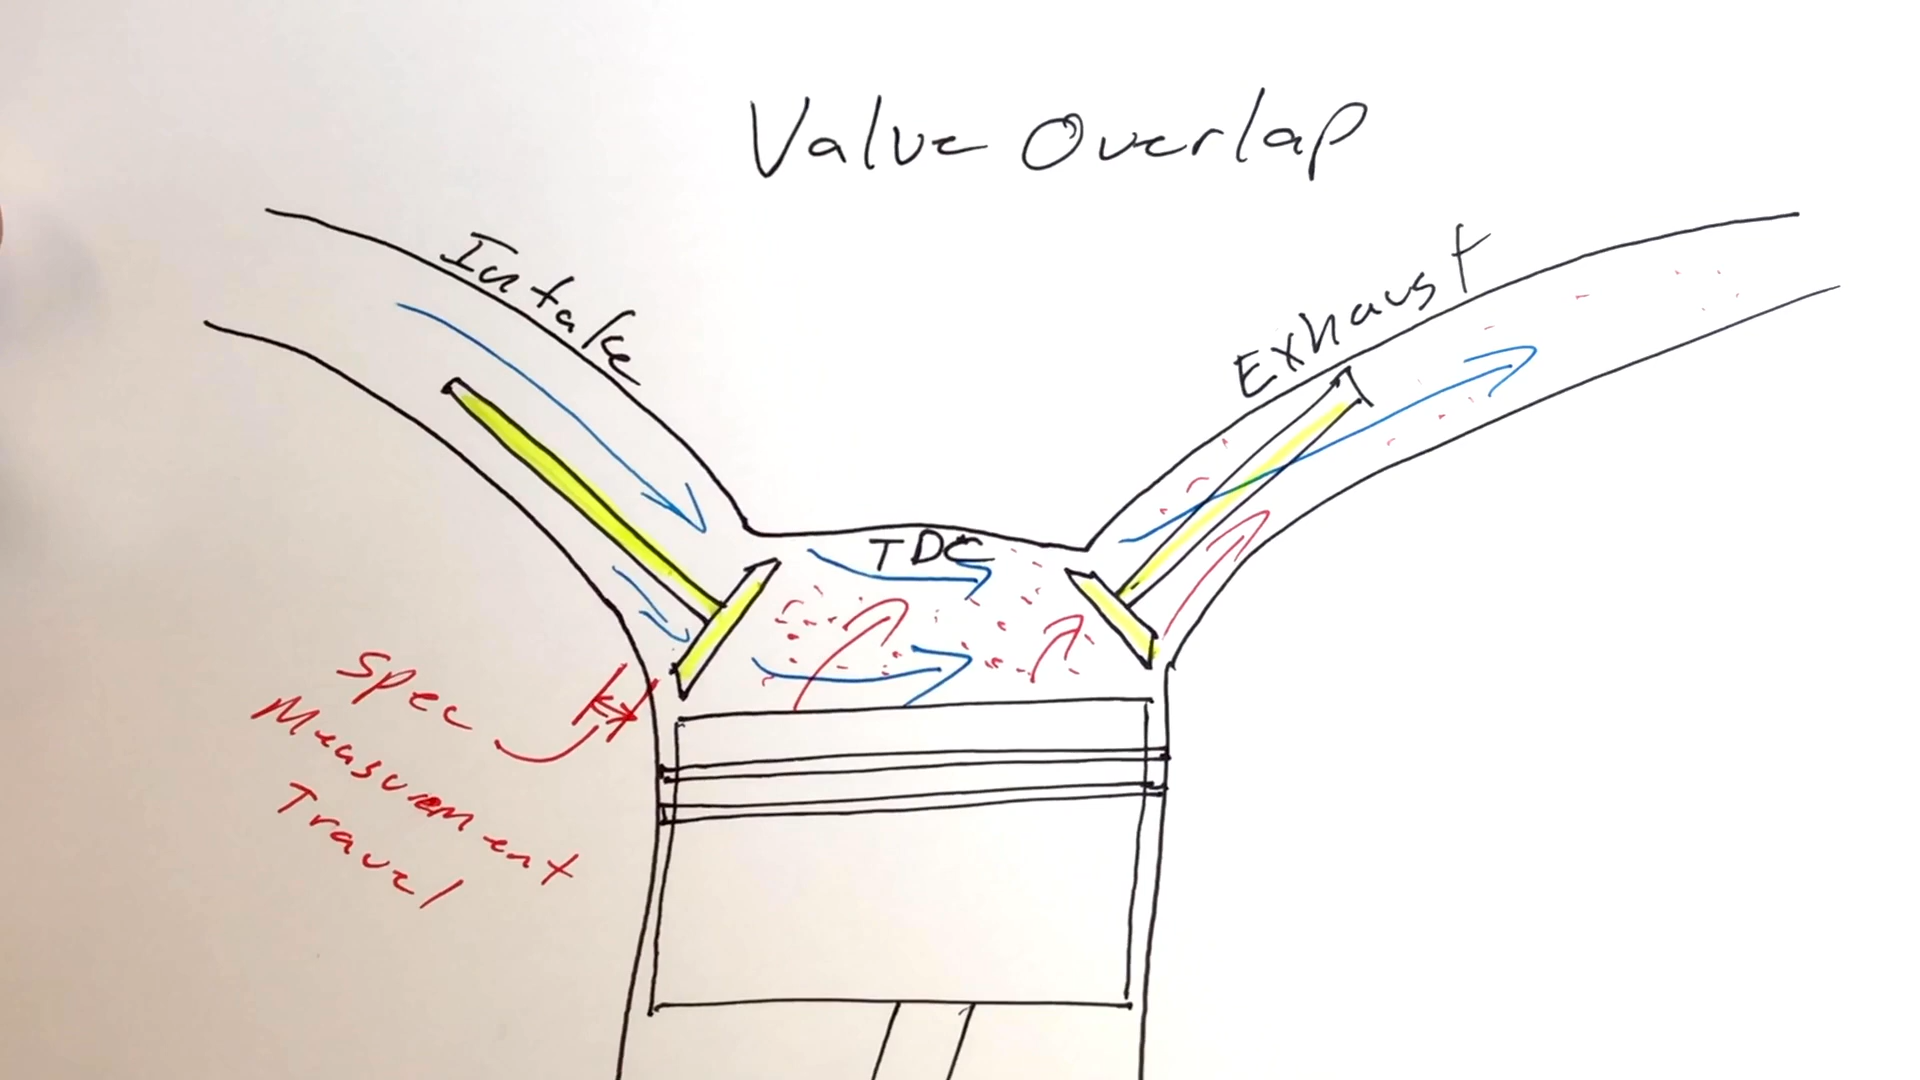 Valve Overlap
Intake
Exhaust
TDC
Spec
Measurement
Travel